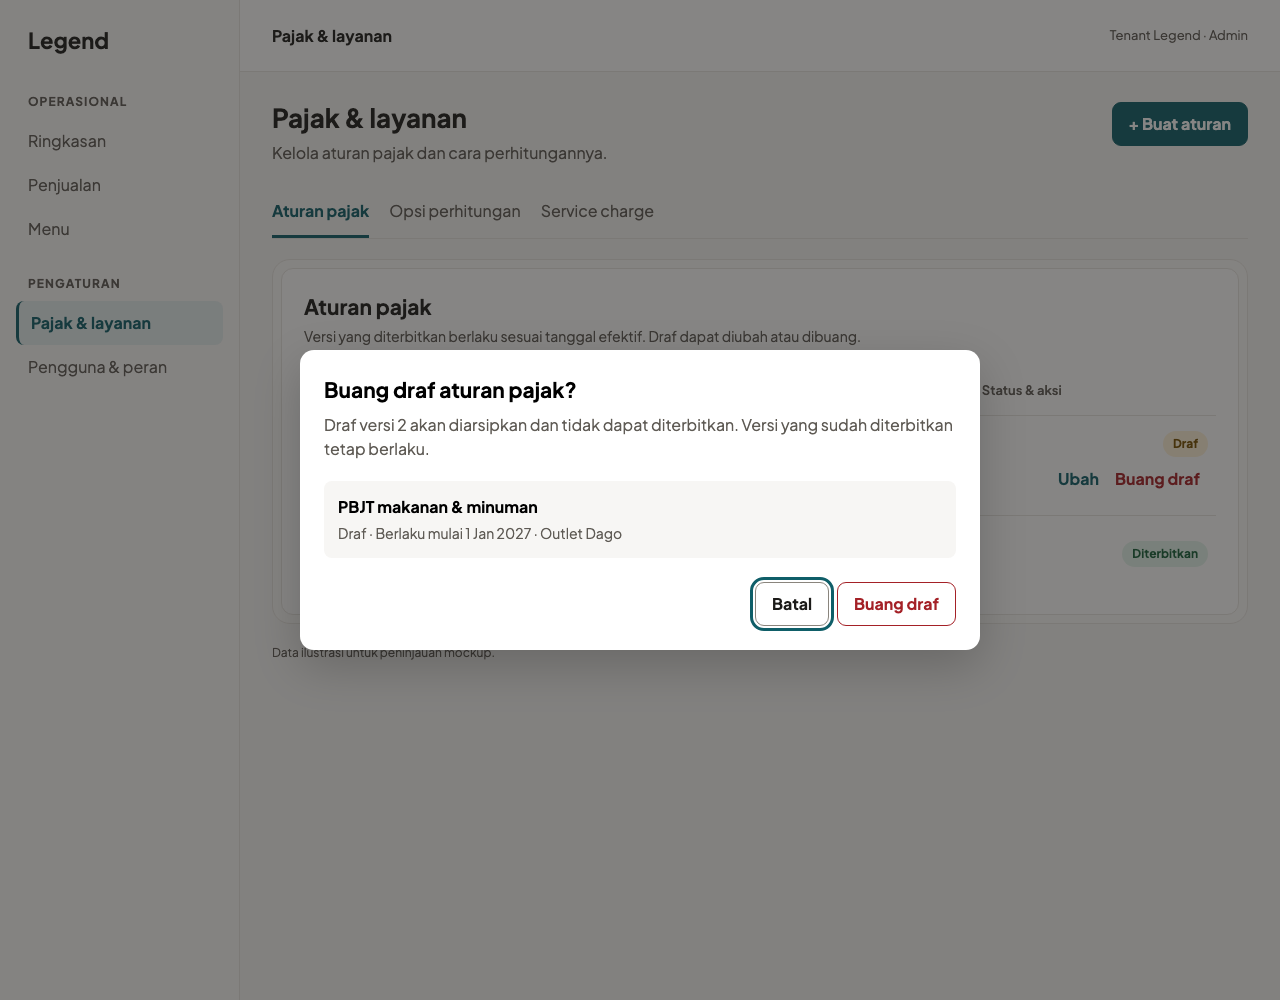 Legend
OPERASIONAL
Ringkasan
Penjualan
Menu
PENGATURAN
Pajak & layanan
Pengguna & peran
Pajak & layanan
Tenant Legend · Admin
Pajak & layanan
Kelola aturan pajak dan cara perhitungannya.
+ Buat aturan
Aturan pajak
Opsi perhitungan
Service charge
Aturan pajak
Versi yang diterbitkan berlaku sesuai tanggal efektif. Draf dapat diubah atau dibuang.
Status & aksi
Draf
Ubah
Buang draf
Diterbitkan
Buang draf aturan pajak?
Draf versi 2 akan diarsipkan dan tidak dapat diterbitkan. Versi yang sudah diterbitkan
tetap berlaku.
PBJT makanan & minuman
Draf · Berlaku mulai 1 Jan 2027 · Outlet Dago
Batal
Buang draf
Data ilustrasi untuk peninjauan mockup.